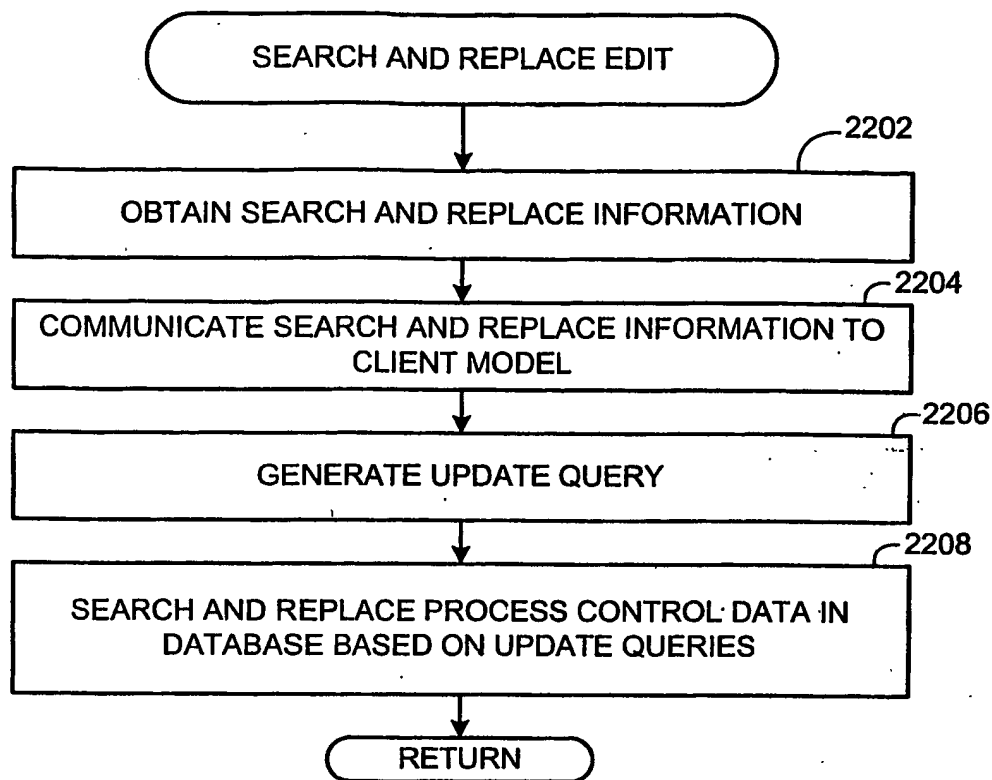 SEARCH AND REPLACE EDIT
2202
OBTAIN SEARCH AND REPLACE INFORMATION
2204
COMMUNICATE SEARCH AND REPLACE INFORMATION TO
CLIENT MODEL
2206
GENERATE UPDATE QUERY
2208
SEARCH AND REPLACE PROCESS CONTROL DATA IN
DATABASE BASED ON UPDATE QUERIES
RETURN